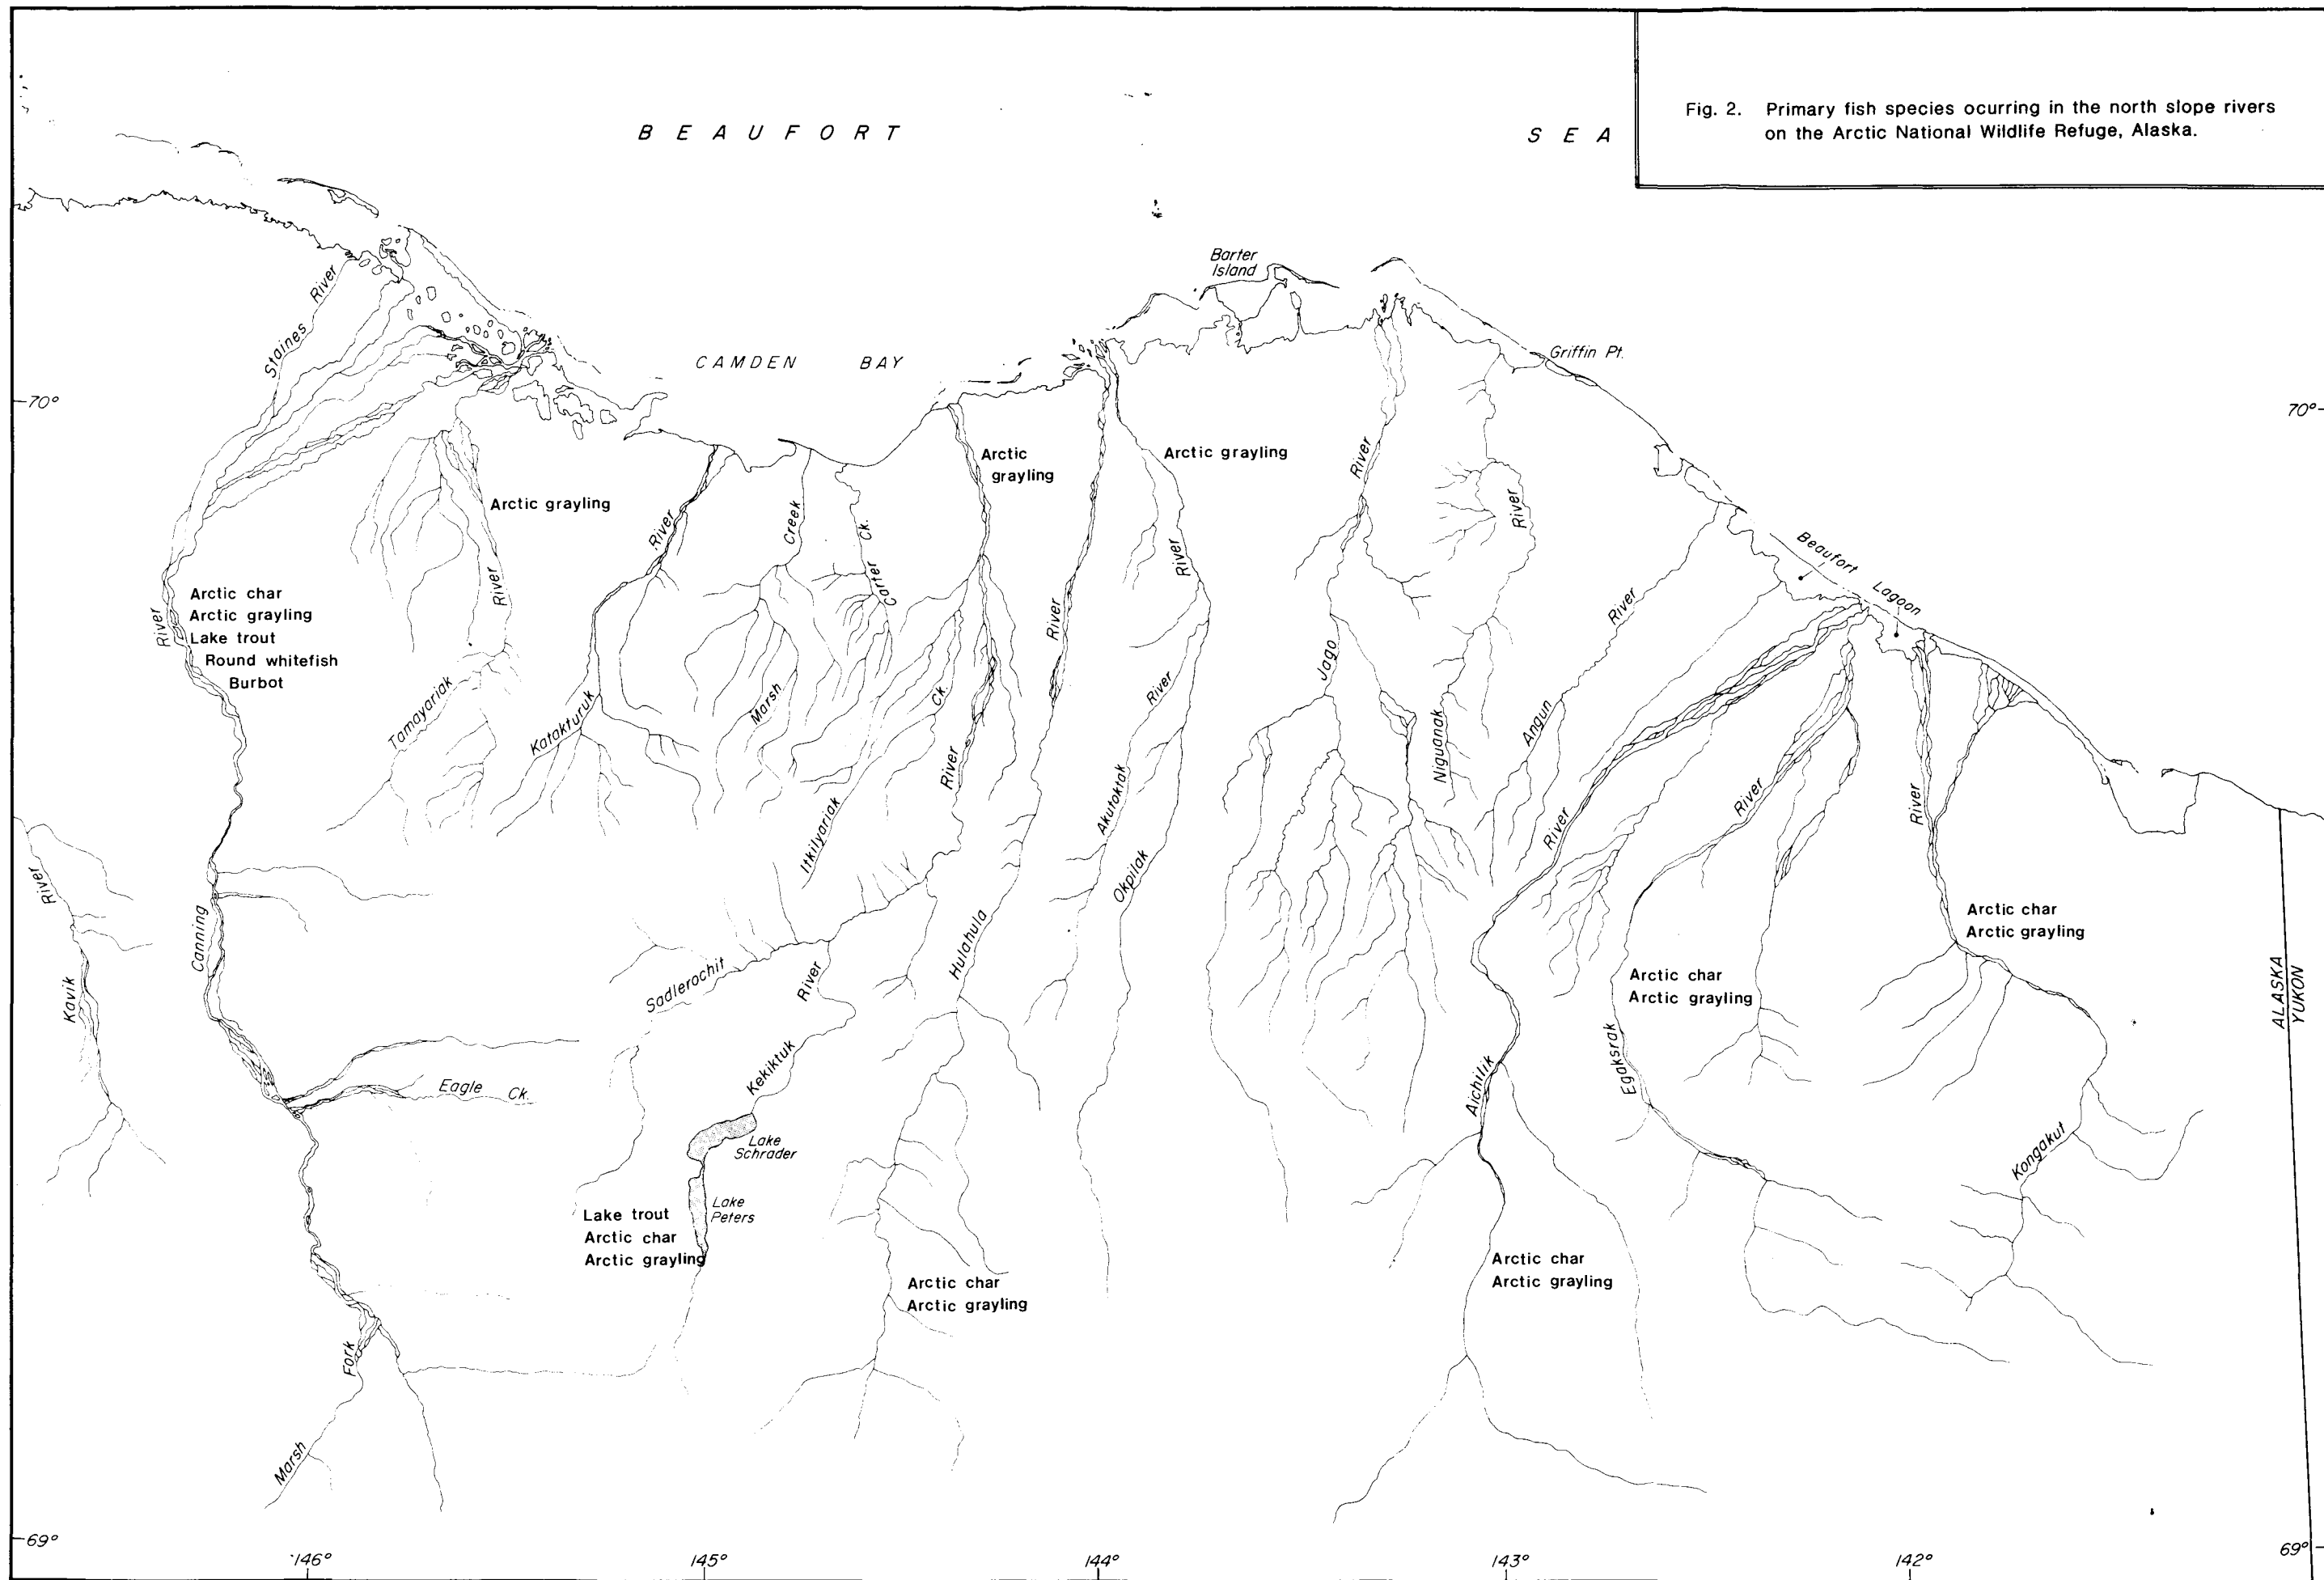 Fig. 2. Primary fish species ocurring in the north slope rivers
on the Arctic National Wildlife Refuge, Alaska.
BEAUFORT SEA
Barter
Island
Staines River
CAMDEN BAY
Griffin Pt.
70°
70°
Arctic grayling
Arctic
grayling
Arctic grayling
Beaufort Lagoon
Arctic char
Arctic grayling
Lake trout
Round whitefish
Burbot
Canning River
Tamayariak River
Katakturuk River
Marsh Creek
Carter Ck.
Itkilyariak Ck.
Sadlerochit River
Hulahula River
Akutoktak River
Okpilak River
Jago River
Niguanak River
Angun River
Aichilik River
Egaksrak River
Kongakut River
Kavik River
Arctic char
Arctic grayling
Arctic char
Arctic grayling
ALASKA
YUKON
Kekiktuk River
Eagle Ck.
Lake
Schrader
Lake
Peters
Lake trout
Arctic char
Arctic grayling
Arctic char
Arctic grayling
Arctic char
Arctic grayling
Marsh Fork
69°
69°
146°
145°
144°
143°
142°